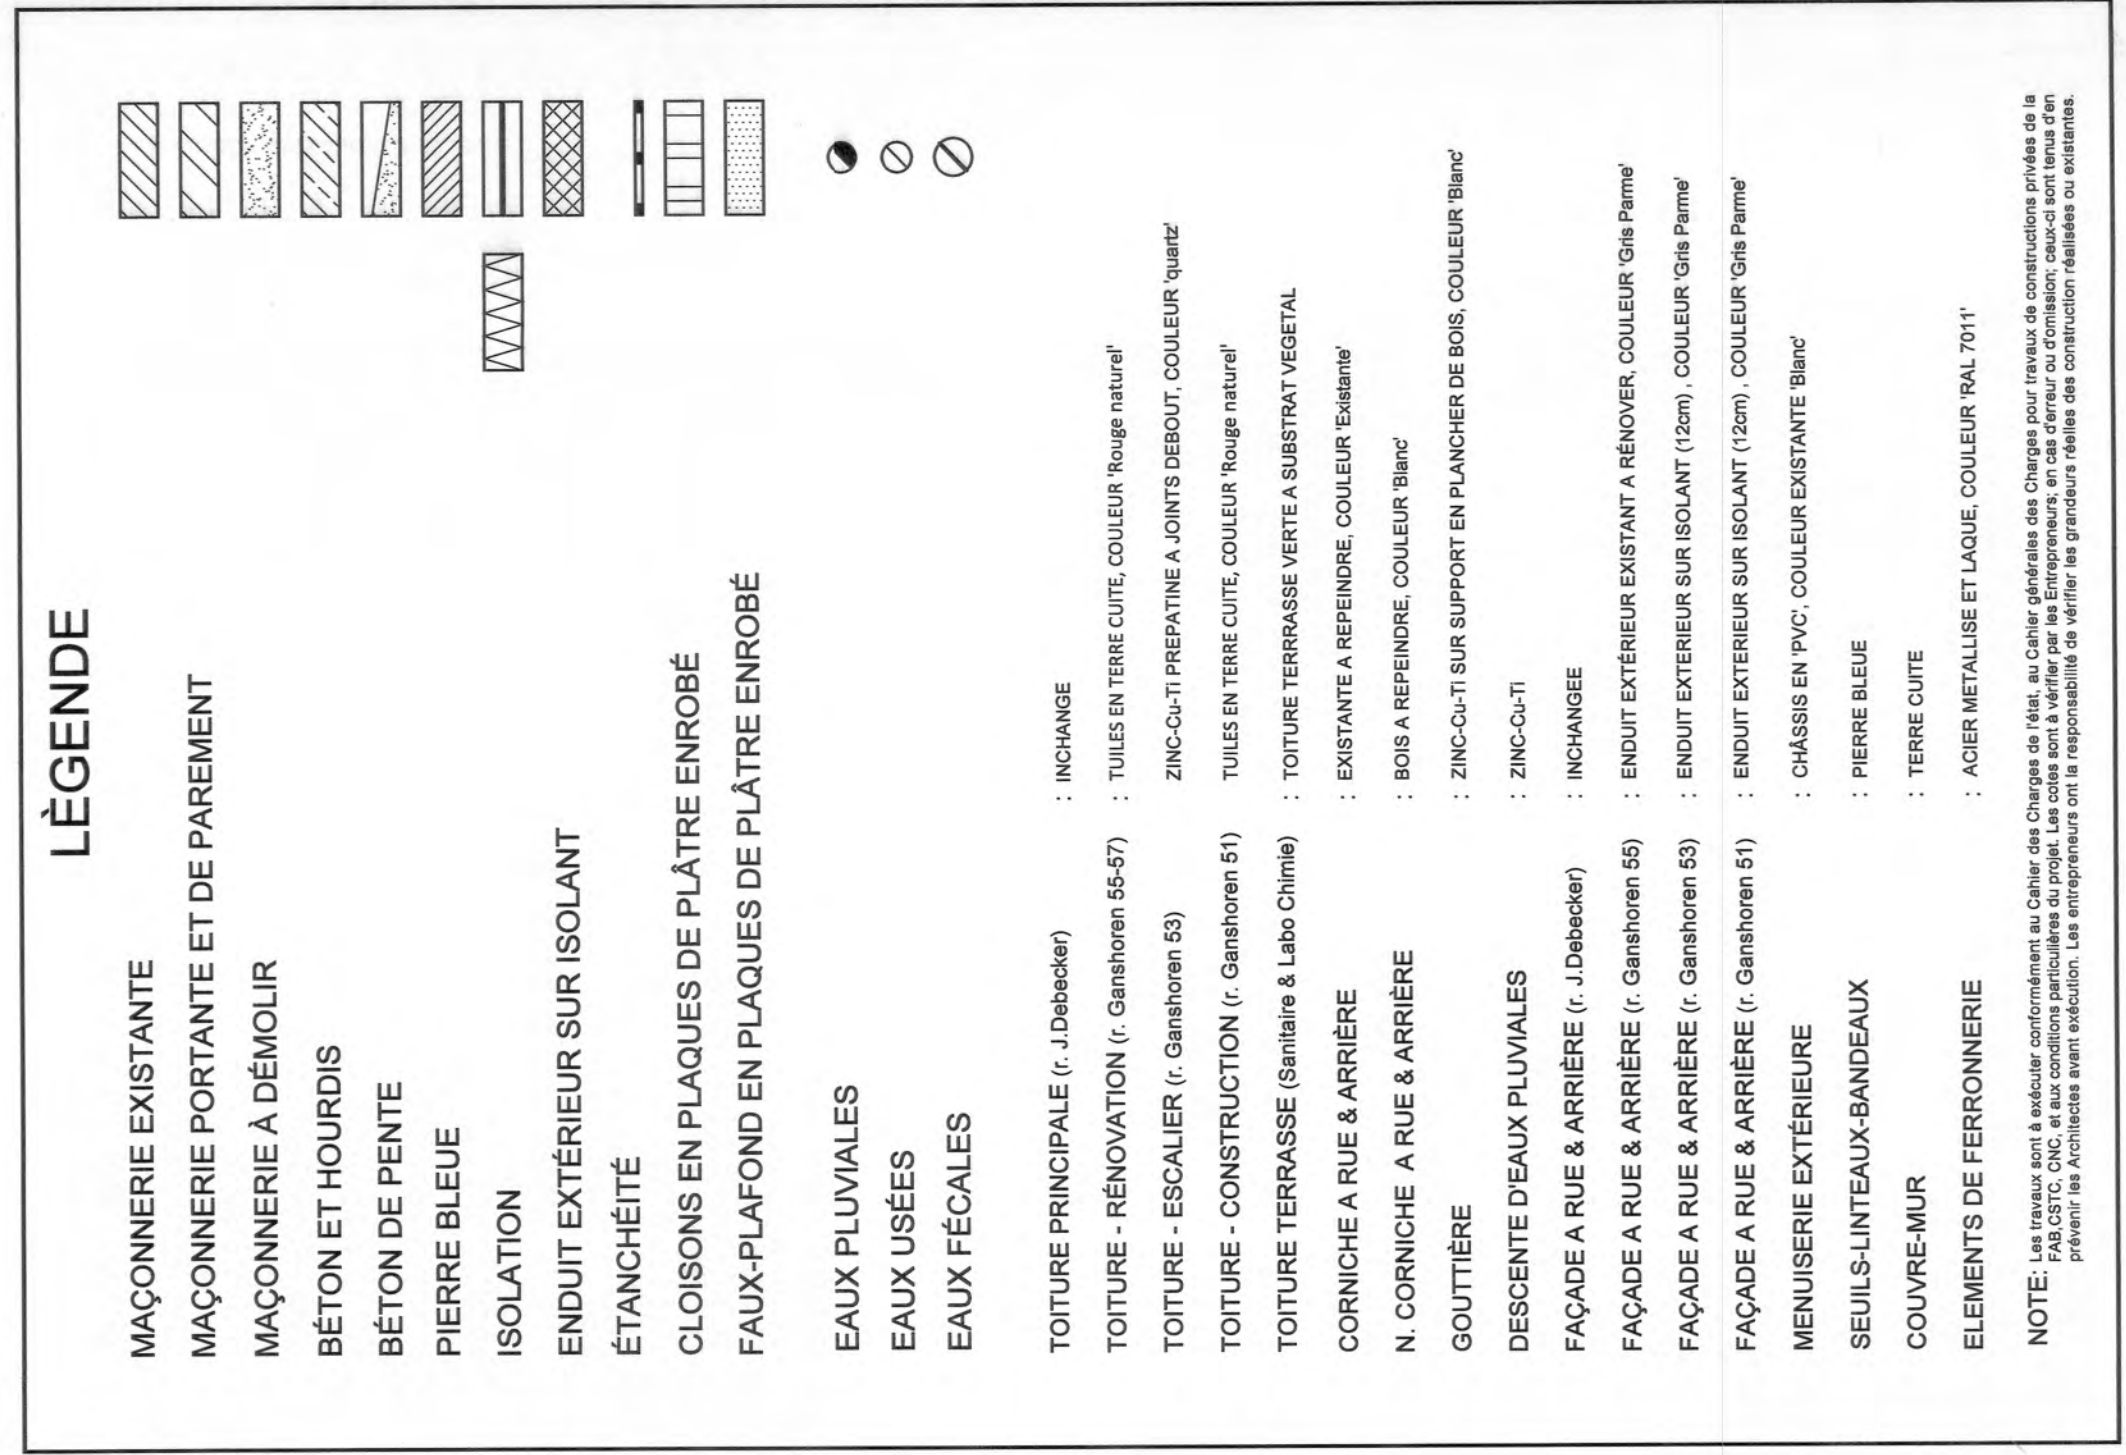 LÈGENDE
MAÇONNERIE EXISTANTE
MAÇONNERIE PORTANTE ET DE PAREMENT
MAÇONNERIE À DÉMOLIR
BÉTON ET HOURDIS
BÉTON DE PENTE
PIERRE BLEUE
ISOLATION
ENDUIT EXTÉRIEUR SUR ISOLANT
ÉTANCHÉITÉ
CLOISONS EN PLAQUES DE PLÂTRE ENROBÉ
FAUX-PLAFOND EN PLAQUES DE PLÂTRE ENROBÉ
EAUX PLUVIALES
EAUX USÉES
EAUX FÉCALES
TOITURE PRINCIPALE (r. J.Debecker) : INCHANGE
TOITURE - RÉNOVATION (r. Ganshoren 55-57) : TUILES EN TERRE CUITE, COULEUR 'Rouge naturel'
TOITURE - ESCALIER (r. Ganshoren 53) ZINC-Cu-Ti PREPATINE A JOINTS DEBOUT, COULEUR 'quartz'
TOITURE - CONSTRUCTION (r. Ganshoren 51) TUILES EN TERRE CUITE, COULEUR 'Rouge naturel'
TOITURE TERRASSE (Sanitaire & Labo Chimie) : TOITURE TERRRASSE VERTE A SUBSTRAT VEGETAL
CORNICHE A RUE & ARRIÈRE : EXISTANTE A REPEINDRE, COULEUR 'Existante'
N. CORNICHE A RUE & ARRIÈRE : BOIS A REPEINDRE, COULEUR 'Blanc'
GOUTTIÈRE : ZINC-Cu-Ti SUR SUPPORT EN PLANCHER DE BOIS, COULEUR 'Blanc'
DESCENTE D'EAUX PLUVIALES : ZINC-Cu-Ti
FAÇADE A RUE & ARRIÈRE (r. J.Debecker) : INCHANGEE
FAÇADE A RUE & ARRIÈRE (r. Ganshoren 55) : ENDUIT EXTÉRIEUR EXISTANT A RÉNOVER, COULEUR 'Gris Parme'
FAÇADE A RUE & ARRIÈRE (r. Ganshoren 53) : ENDUIT EXTERIEUR SUR ISOLANT (12cm) , COULEUR 'Gris Parme'
FAÇADE A RUE & ARRIÈRE (r. Ganshoren 51) : ENDUIT EXTERIEUR SUR ISOLANT (12cm) , COULEUR 'Gris Parme'
MENUISERIE EXTÉRIEURE : CHÂSSIS EN 'PVC', COULEUR EXISTANTE 'Blanc'
SEUILS-LINTEAUX-BANDEAUX : PIERRE BLEUE
COUVRE-MUR : TERRE CUITE
ELEMENTS DE FERRONNERIE : ACIER METALLISE ET LAQUE, COULEUR 'RAL 7011'
NOTE: Les travaux sont à exécuter conformément au Cahier des Charges de l'état, au Cahier générales des Charges pour travaux de constructions privées de la
FAB,CSTC, CNC, et aux conditions particulières du projet. Les cotes sont à vérifier par les Entrepreneurs; en cas d'erreur ou d'omission; ceux-ci sont tenus d'en
prévenir les Architectes avant exécution. Les entrepreneurs ont la responsabilité de vérifier les grandeurs réelles des construction réalisées ou existantes.